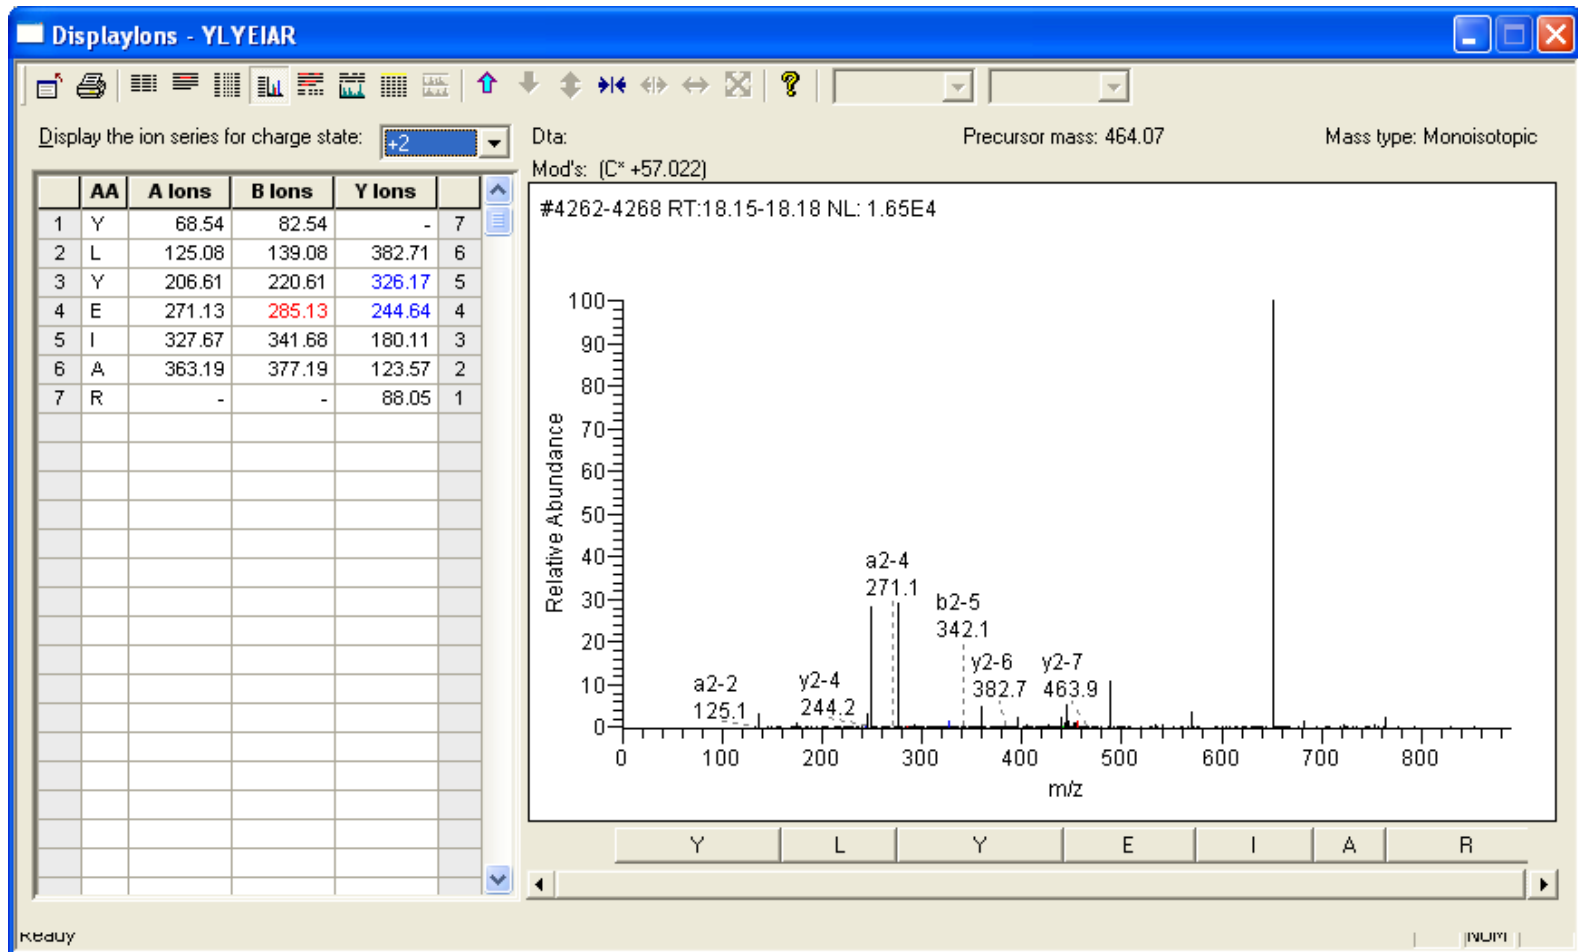 DisplayIons - YLYEIAR
Display the ion series for charge state: +2
Dta: Precursor mass: 464.07 Mass type: Monoisotopic
Mod's: (C* +57.022)
AA A Ions B Ions Y Ions
1 Y 68.54 82.54 - 7
2 L 125.08 139.08 382.71 6
3 Y 206.61 220.61 326.17 5
4 E 271.13 285.13 244.64 4
5 I 327.67 341.68 180.11 3
6 A 363.19 377.19 123.57 2
7 R - - 88.05 1
#4262-4268 RT:18.15-18.18 NL: 1.65E4
100
90
80
70
60
50
40
30
20
10
0
Relative Abundance
a2-2
125.1
y2-4
244.2
a2-4
271.1
b2-5
342.1
y2-6
382.7
y2-7
463.9
0 100 200 300 400 500 600 700 800
m/z
Y L Y E I A R
Ready NUM